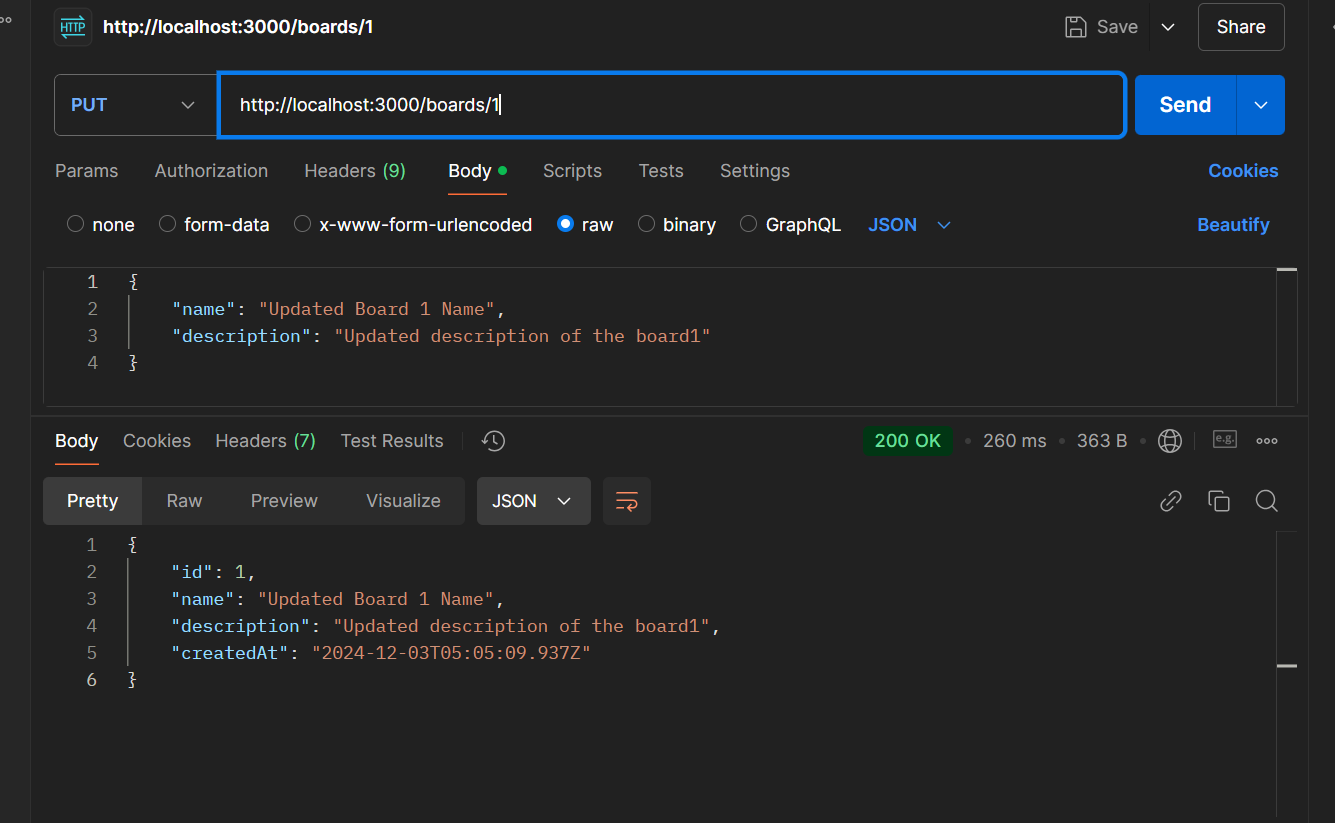 HTTP http://localhost:3000/boards/1 Save Share
PUT http://localhost:3000/boards/1 Send
Params Authorization Headers (9) Body Scripts Tests Settings Cookies
none form-data x-www-form-urlencoded raw binary GraphQL JSON Beautify
1 {
2 "name": "Updated Board 1 Name",
3 "description": "Updated description of the board1"
4 }
Body Cookies Headers (7) Test Results 200 OK 260 ms 363 B e.g.
Pretty Raw Preview Visualize JSON
1 {
2 "id": 1,
3 "name": "Updated Board 1 Name",
4 "description": "Updated description of the board1",
5 "createdAt": "2024-12-03T05:05:09.937Z"
6 }